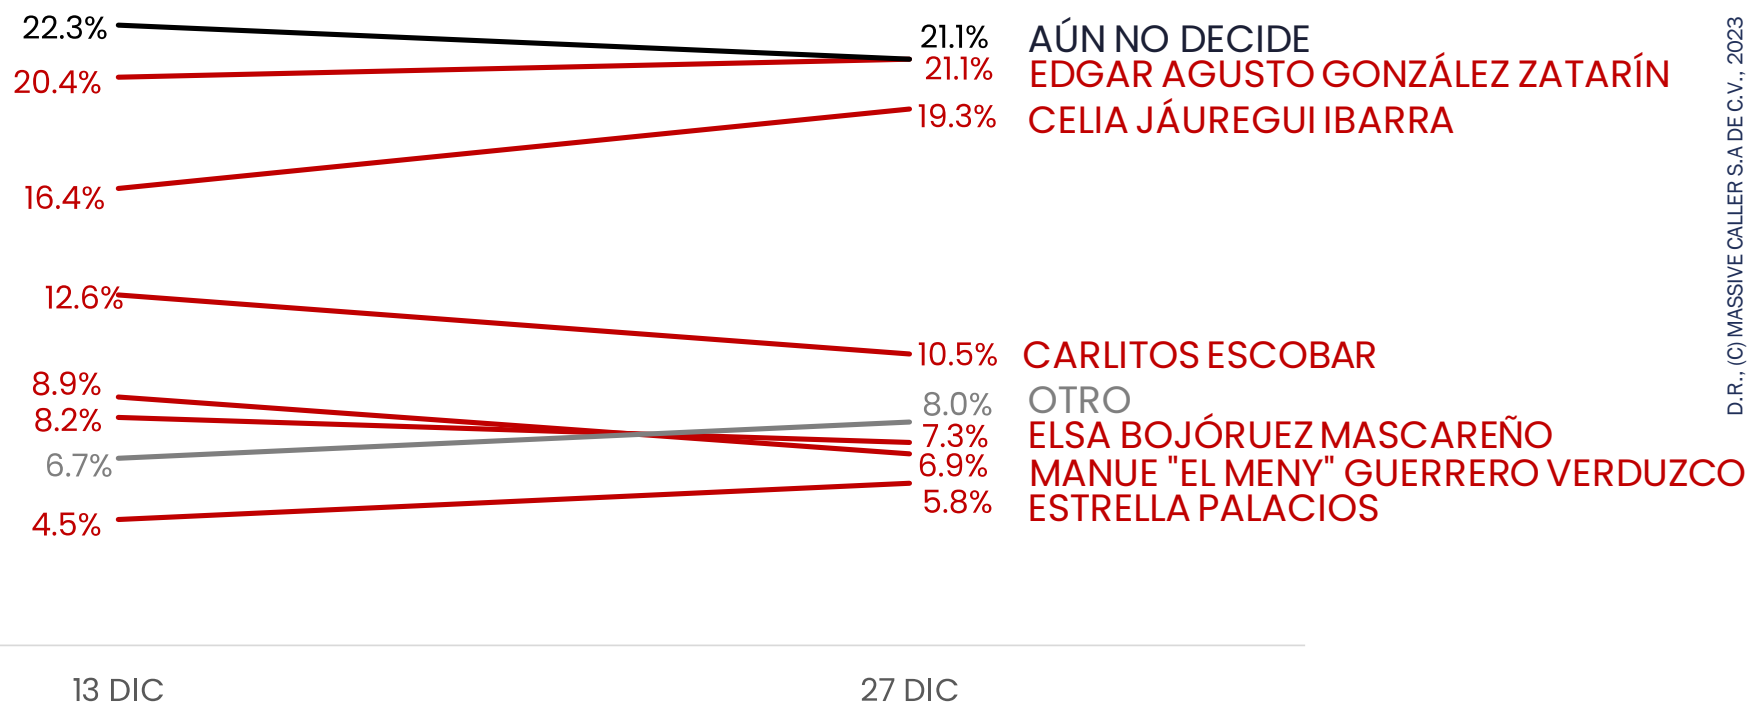 22.3%
21.1% AÚN NO DECIDE
20.4%
21.1% EDGAR AGUSTO GONZÁLEZ ZATARÍN
19.3% CELIA JÁUREGUI IBARRA
16.4%
12.6%
10.5% CARLITOS ESCOBAR
8.9%
8.0% OTRO
8.2%
7.3% ELSA BOJÓRUEZ MASCAREÑO
6.7%
6.9% MANUE "EL MENY" GUERRERO VERDUZCO
5.8% ESTRELLA PALACIOS
4.5%
13 DIC
27 DIC
D.R., (C) MASSIVE CALLER S.A DE C.V., 2023